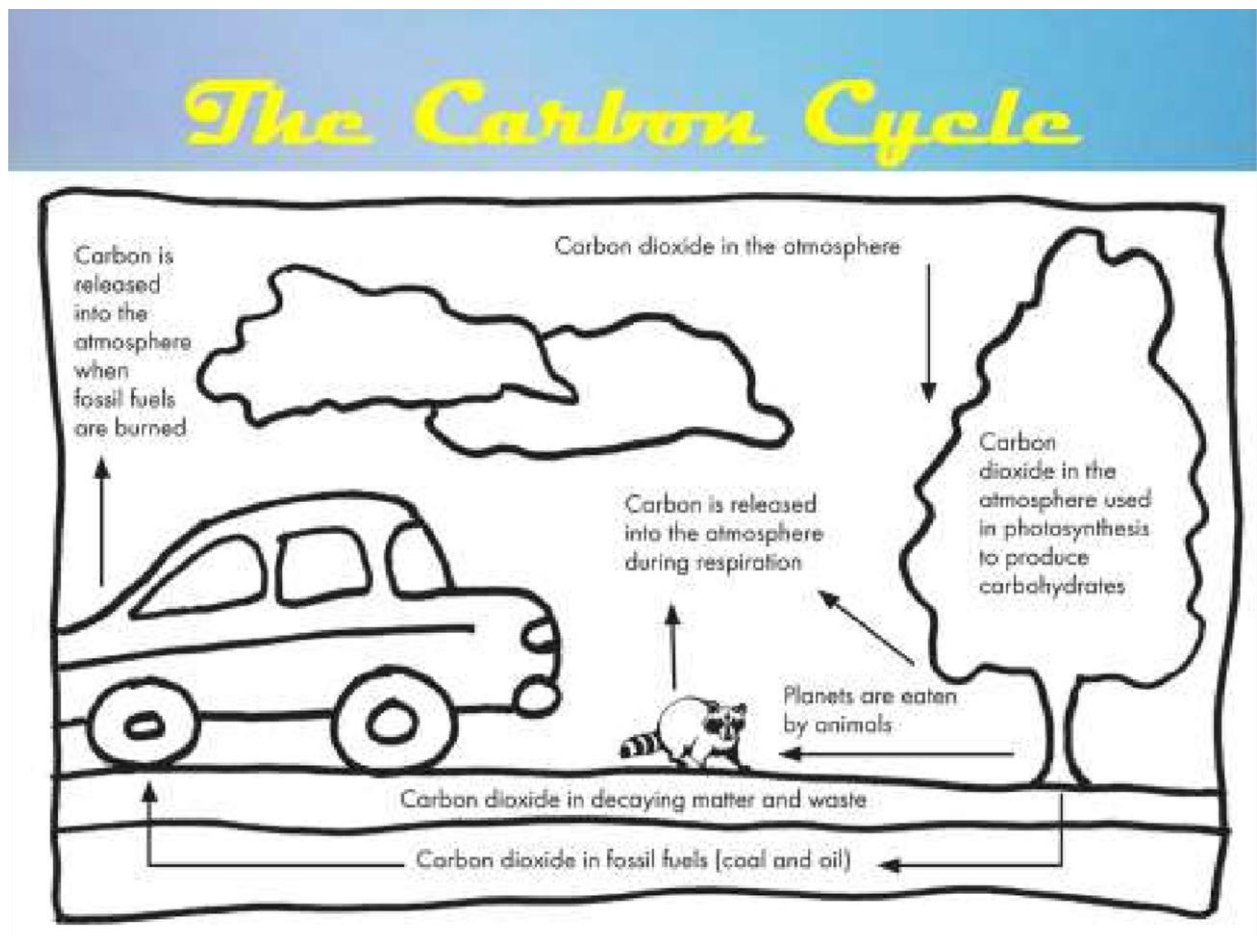 The Carbon Cycle
Carbon is
released
into the
atmosphere
when
fossil fuels
are burned
Carbon dioxide in the atmosphere
Carbon
dioxide in the
atmosphere used
in photosynthesis
to produce
carbohydrates
Carbon is released
into the atmosphere
during respiration
Planets are eaten
by animals
Carbon dioxide in decaying matter and waste
Carbon dioxide in fossil fuels (coal and oil)